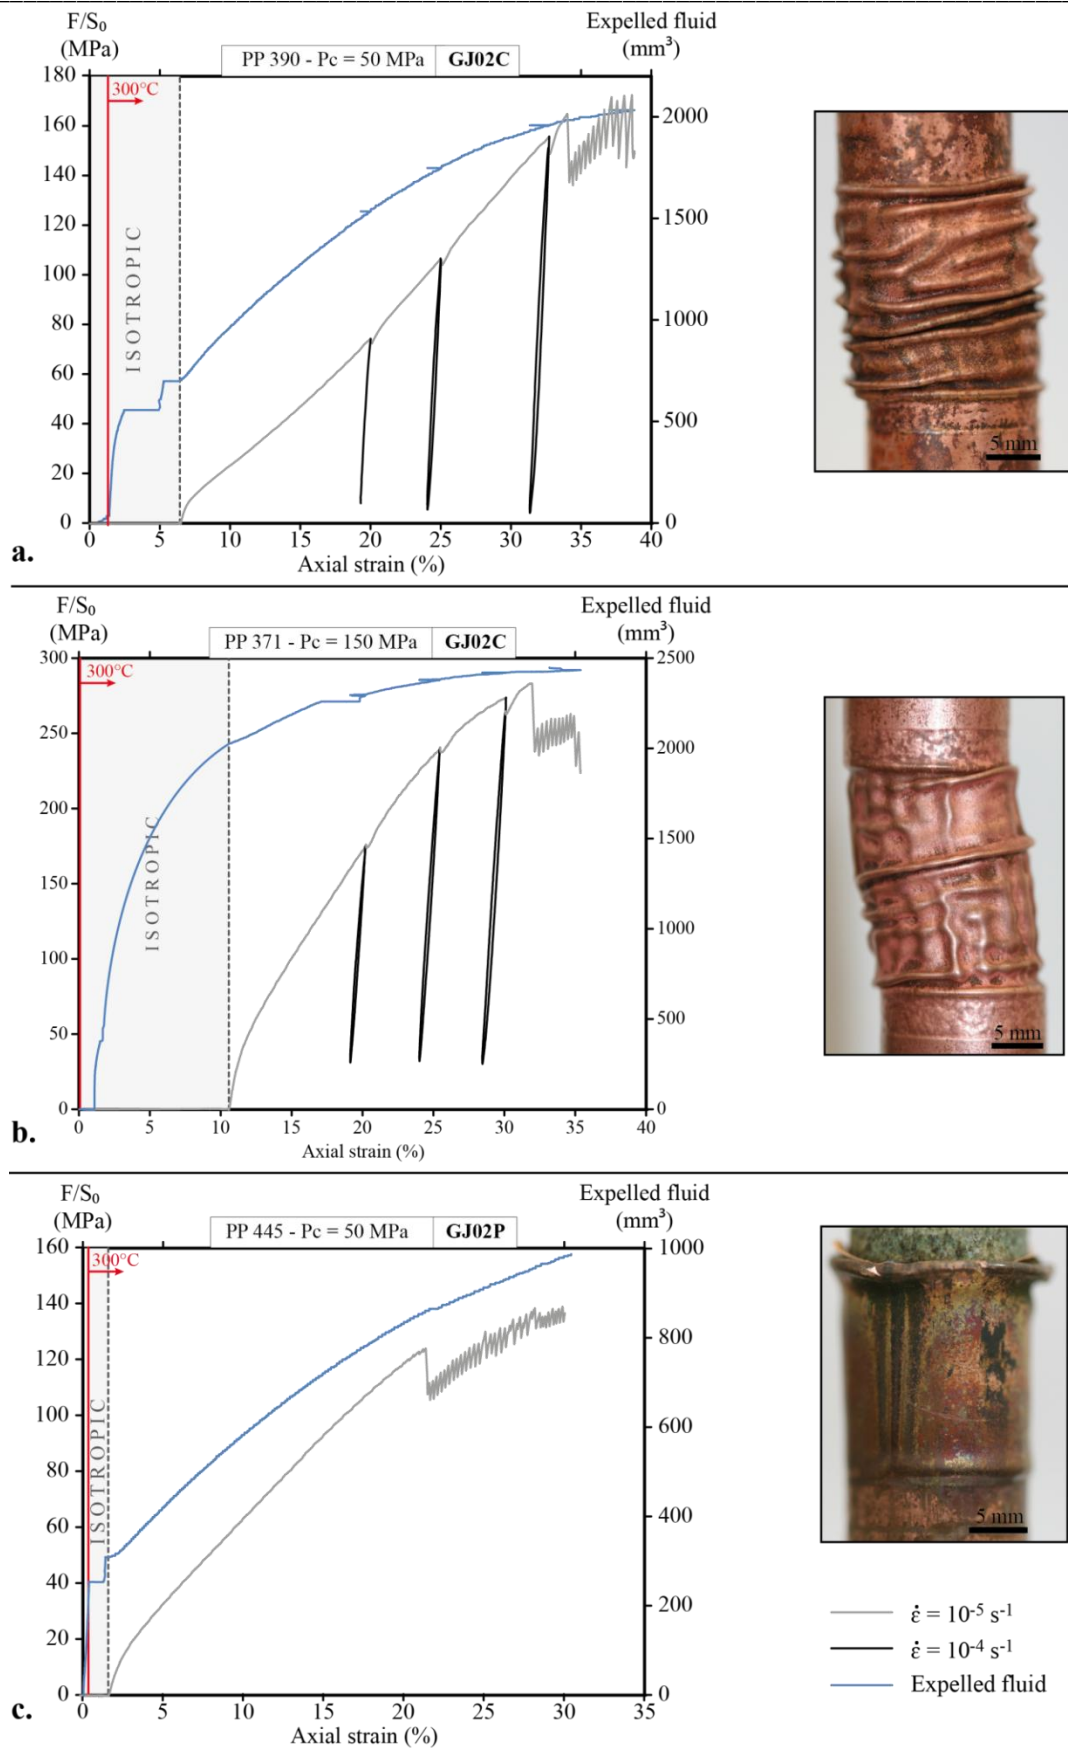 F/S₀
(MPa)
Expelled fluid
(mm³)
PP 390 - Pc = 50 MPa GJ02C
300°C
ISOTROPIC
180
160
140
120
100
80
60
40
20
0
2000
1500
1000
500
0
0 5 10 15 20 25 30 35 40
Axial strain (%)
5 mm
a.
F/S₀
(MPa)
Expelled fluid
(mm³)
PP 371 - Pc = 150 MPa GJ02C
300°C
ISOTROPIC
300
250
200
150
100
50
0
2500
2000
1500
1000
500
0
0 5 10 15 20 25 30 35 40
Axial strain (%)
5 mm
b.
F/S₀
(MPa)
Expelled fluid
(mm³)
PP 445 - Pc = 50 MPa GJ02P
300°C
ISOTROPIC
160
140
120
100
80
60
40
20
0
1000
800
600
400
200
0
0 5 10 15 20 25 30 35
Axial strain (%)
5 mm
c.
ε̇ = 10⁻⁵ s⁻¹
ε̇ = 10⁻⁴ s⁻¹
Expelled fluid